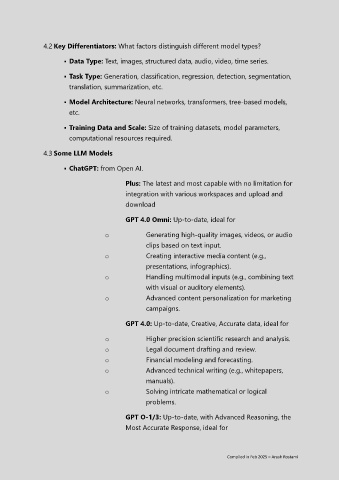 4.2 Key Differentiators: What factors distinguish different model types?
• Data Type: Text, images, structured data, audio, video, time series.
• Task Type: Generation, classification, regression, detection, segmentation,
translation, summarization, etc.
• Model Architecture: Neural networks, transformers, tree-based models,
etc.
• Training Data and Scale: Size of training datasets, model parameters,
computational resources required.
4.3 Some LLM Models
• ChatGPT: from Open AI.
Plus: The latest and most capable with no limitation for
integration with various workspaces and upload and
download
GPT 4.0 Omni: Up-to-date, ideal for
o Generating high-quality images, videos, or audio
clips based on text input.
o Creating interactive media content (e.g.,
presentations, infographics).
o Handling multimodal inputs (e.g., combining text
with visual or auditory elements).
o Advanced content personalization for marketing
campaigns.
GPT 4.0: Up-to-date, Creative, Accurate data, ideal for
o Higher precision scientific research and analysis.
o Legal document drafting and review.
o Financial modeling and forecasting.
o Advanced technical writing (e.g., whitepapers,
manuals).
o Solving intricate mathematical or logical
problems.
GPT O-1/3: Up-to-date, with Advanced Reasoning, the
Most Accurate Response, ideal for
Compiled in Feb 2025 – Arash Rostami